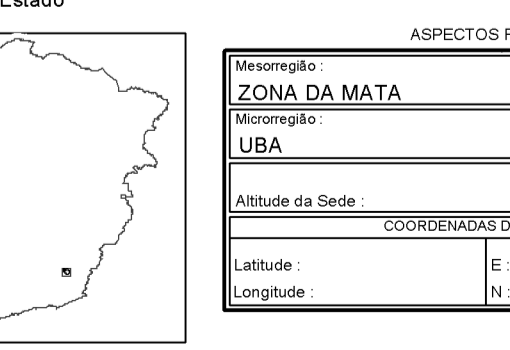 Estado
ASPECTOS
Mesorregião :
ZONA DA MATA
Microrregião :
UBA
Altitude da Sede :
COORDENADAS D
Latitude :
E :
Longitude :
N :